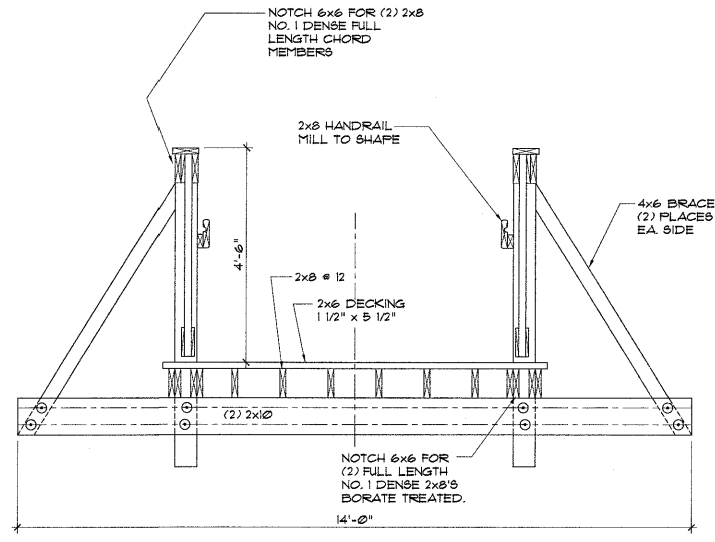 NOTCH 6x6 FOR (2) 2x8
NO. 1 DENSE FULL
LENGTH CHORD
MEMBERS
2x8 HANDRAIL
MILL TO SHAPE
4x6 BRACE
(2) PLACES
EA. SIDE
4'-6"
2x8 @ 12
2x6 DECKING
1 1/2" x 5 1/2"
(2) 2x10
NOTCH 6x6 FOR
(2) FULL LENGTH
NO. 1 DENSE 2x8'S
BORATE TREATED.
14'-0"